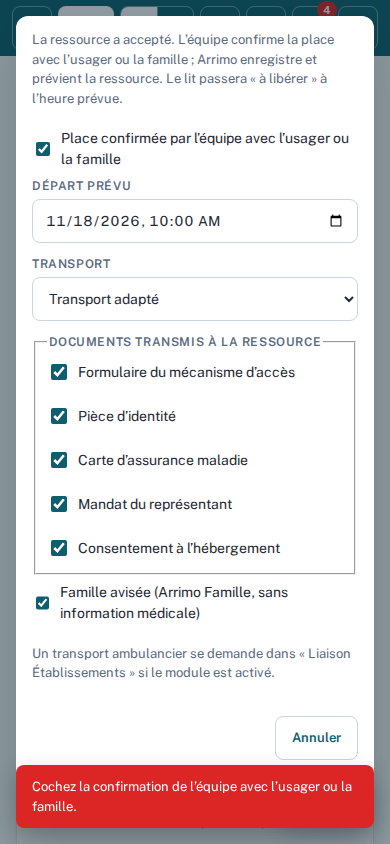 4
La ressource a accepté. L'équipe confirme la place
avec l'usager ou la famille ; Arrimo enregistre et
prévient la ressource. Le lit passera « à libérer » à
l'heure prévue.
Place confirmée par l'équipe avec l'usager ou
la famille
DÉPART PRÉVU
11/18/2026, 10:00 AM
TRANSPORT
Transport adapté
DOCUMENTS TRANSMIS À LA RESSOURCE
Formulaire du mécanisme d'accès
Pièce d'identité
Carte d'assurance maladie
Mandat du représentant
Consentement à l'hébergement
Famille avisée (Arrimo Famille, sans
information médicale)
Un transport ambulancier se demande dans « Liaison
Établissements » si le module est activé.
Annuler
Cochez la confirmation de l'équipe avec l'usager ou la
famille.